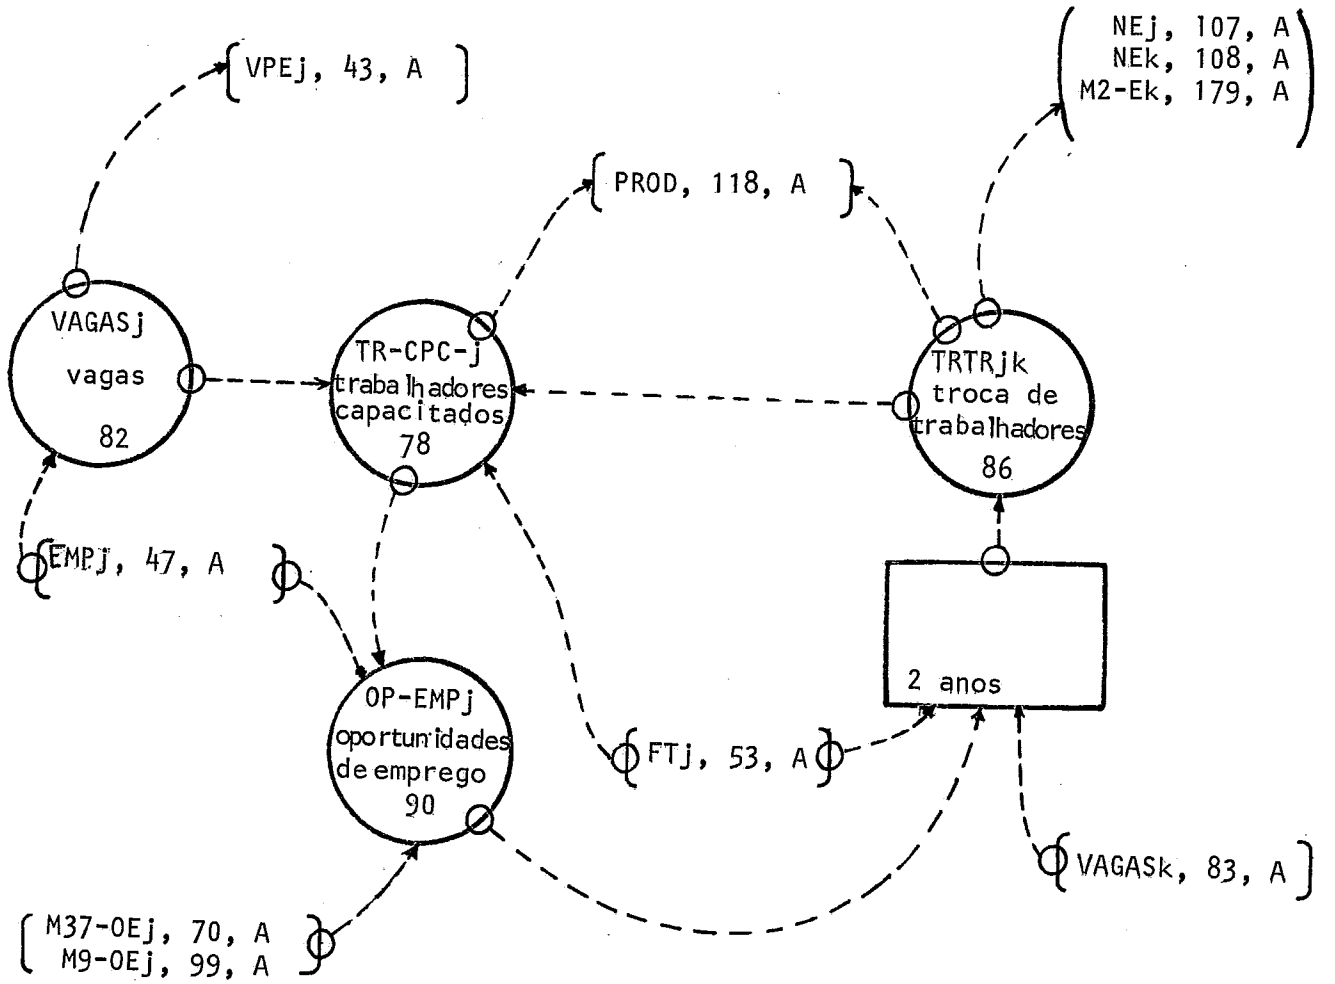 NEj, 107, A
NEk, 108, A
M2-Ek, 179, A
VPEj, 43, A
PROD, 118, A
VAGASj
vagas
82
TR-CPC-j
trabalhadores
capacitados
78
TRTRjk
troca de
trabalhadores
86
EMPj, 47, A
2 anos
OP-EMPj
oportunidades
de emprego
90
FTj, 53, A
VAGASk, 83, A
M37-OEj, 70, A
M9-OEj, 99, A